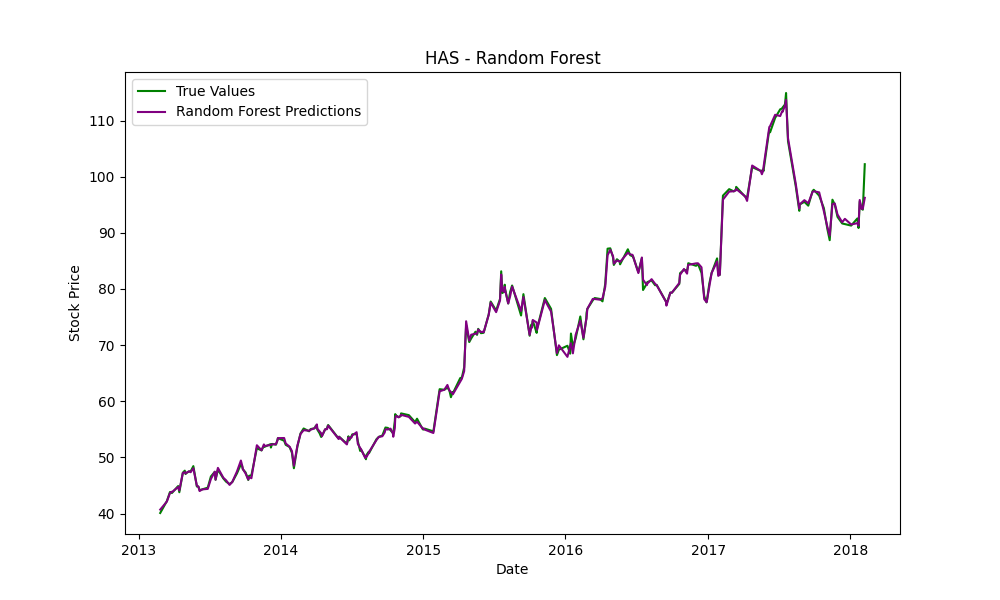 HAS - Random Forest
True Values
Random Forest Predictions
Stock Price
110
100
90
80
70
60
50
40
2013
2014
2015
2016
2017
2018
Date